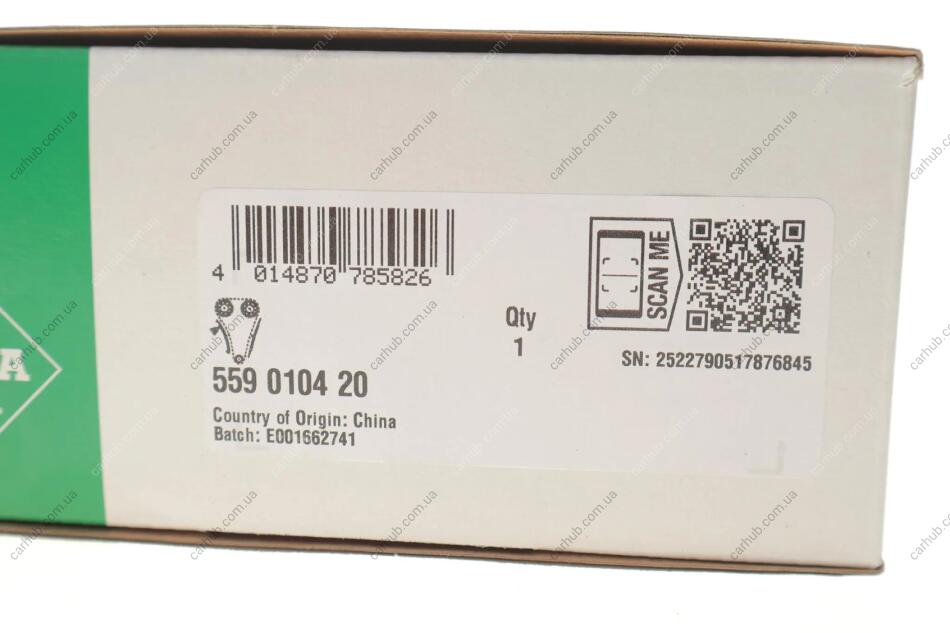 4 014870 785826
SCAN ME
Qty
1
SN: 2522790517876845
559 0104 20
Country of Origin: China
Batch: E001662741
carhub.com.ua